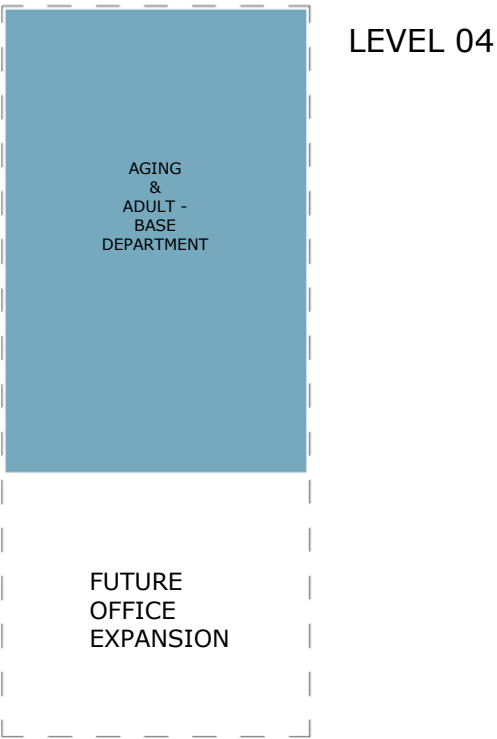 LEVEL 04
AGING
&
ADULT -
BASE
DEPARTMENT
FUTURE
OFFICE
EXPANSION